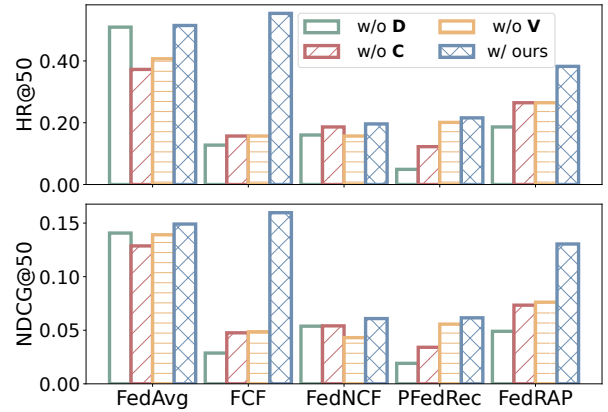 HR@50
0.40
0.20
0.00
w/o D
w/o V
w/o C
w/ ours
NDCG@50
0.15
0.10
0.05
0.00
FedAvg FCF FedNCF PFedRec FedRAP